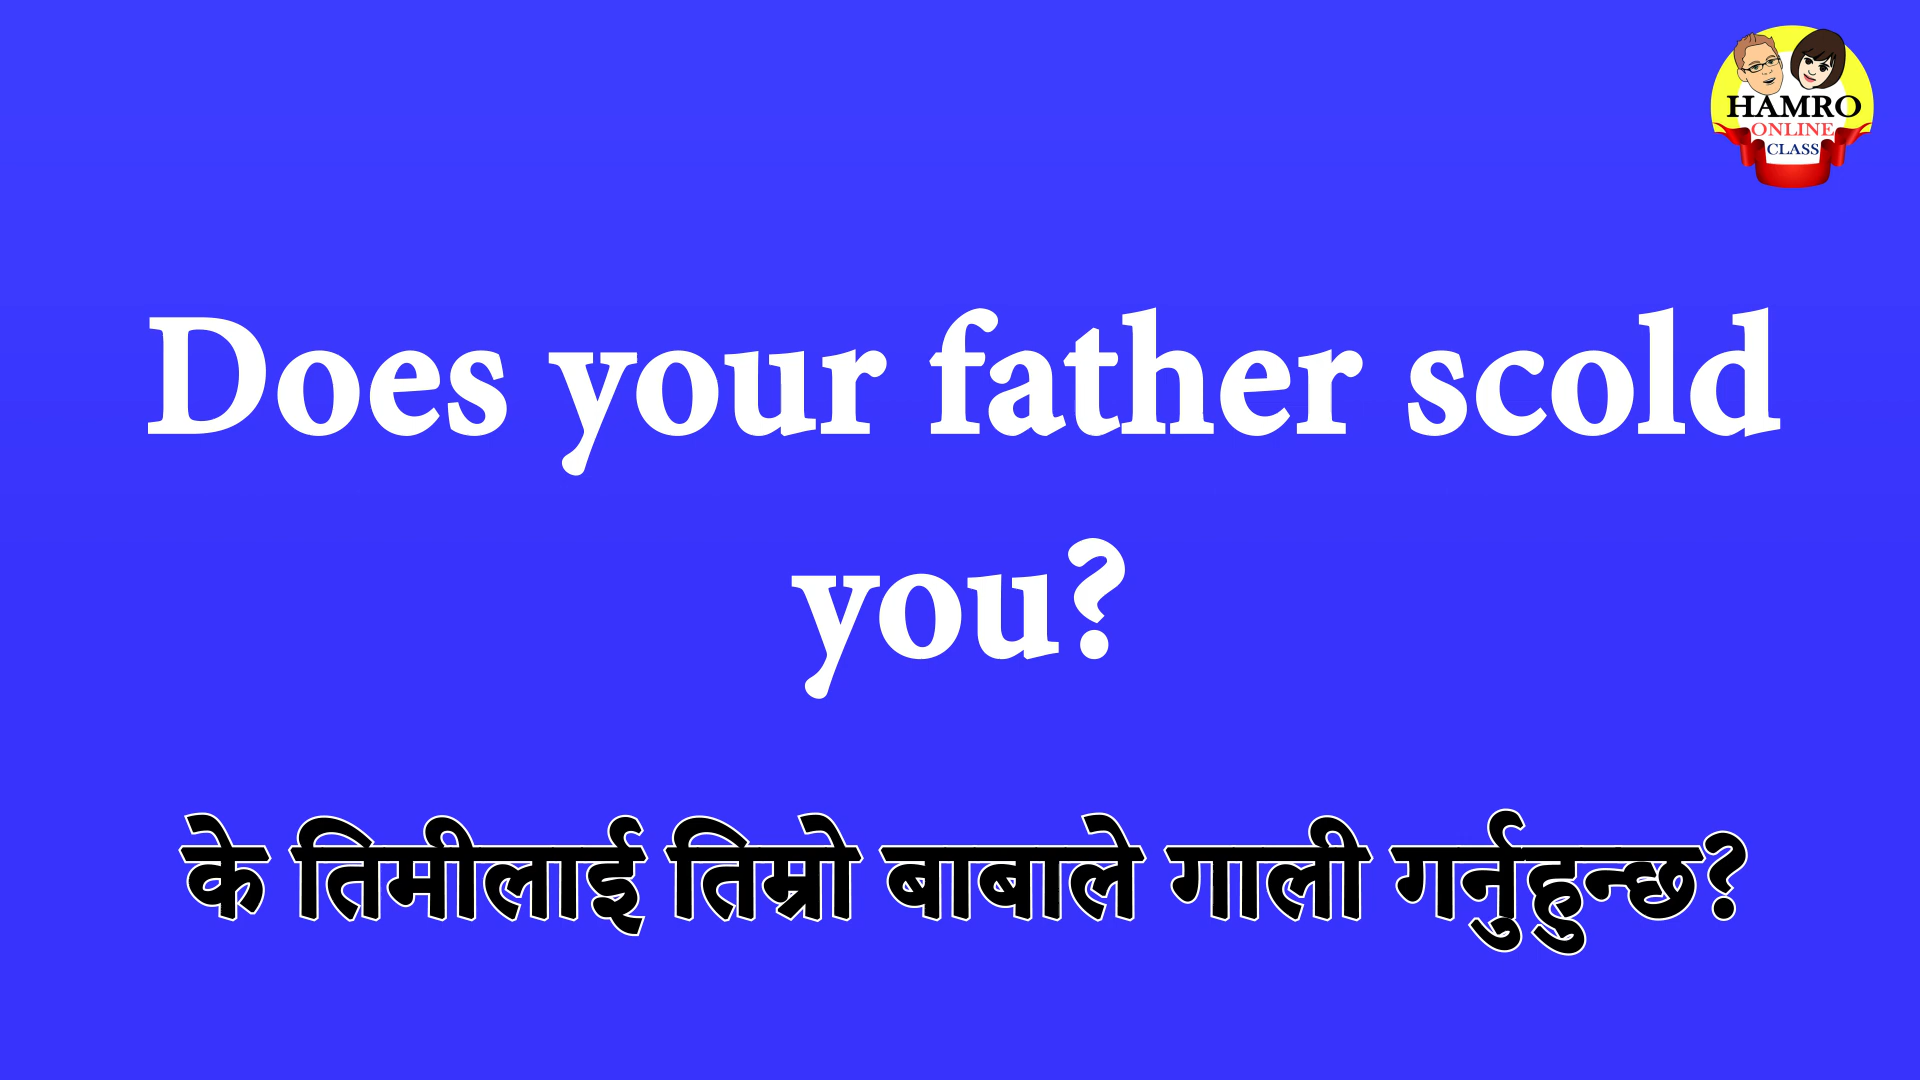 HAMRO
ONLINE
CLASS
Does your father scold
you?
के तिमीलाई तिम्रो बाबाले गाली गर्नुहुन्छ?